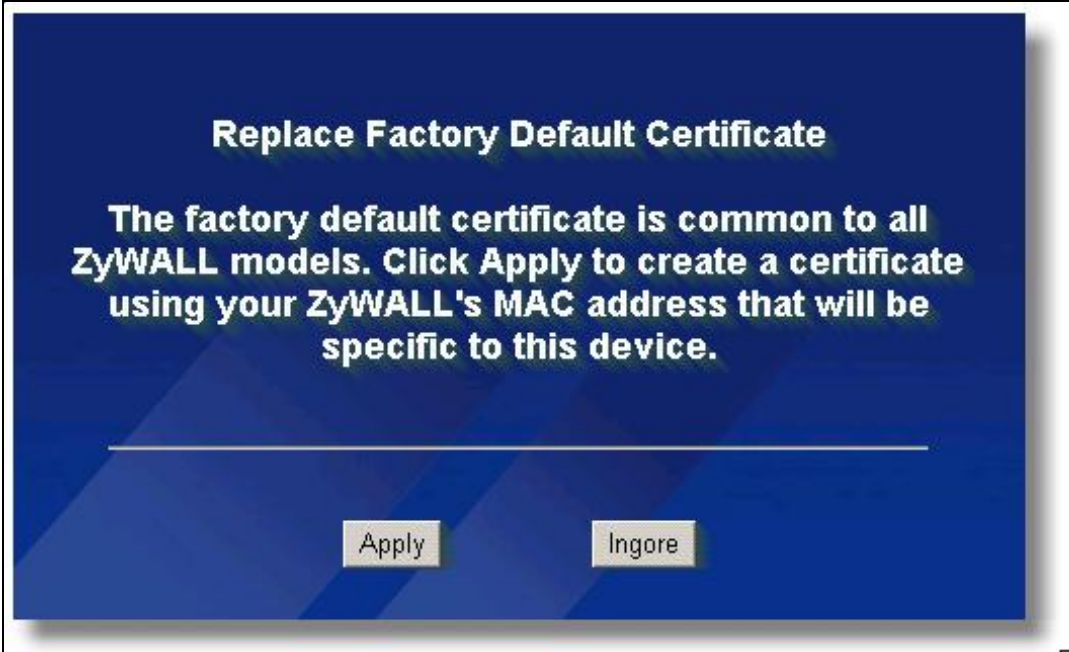 Replace Factory Default Certificate
The factory default certificate is common to all
ZyWALL models. Click Apply to create a certificate
using your ZyWALL's MAC address that will be
specific to this device.
Apply
Ingore